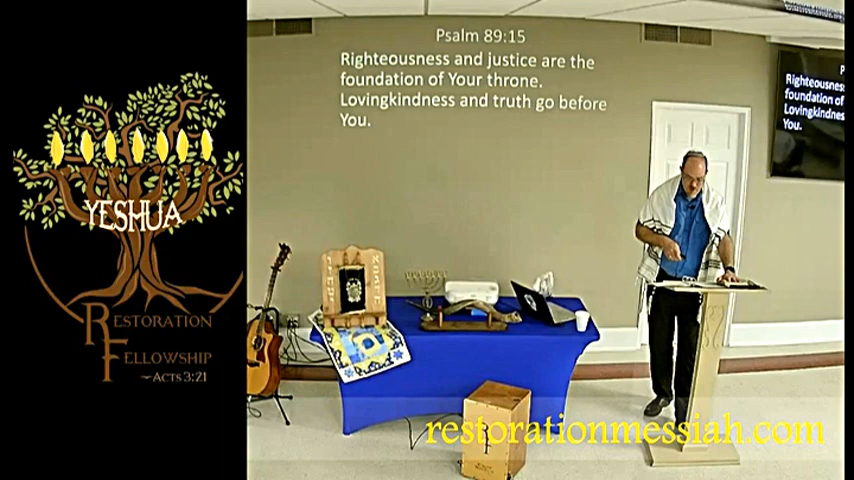 YESHUA
RESTORATION
FELLOWSHIP
ACTS 3:21
Psalm 89:15
Righteousness and justice are the
foundation of Your throne.
Lovingkindness and truth go before
You.
P
Righteousness
foundation of
Lovingkindnes
You.
RF
restorationmessiah.com